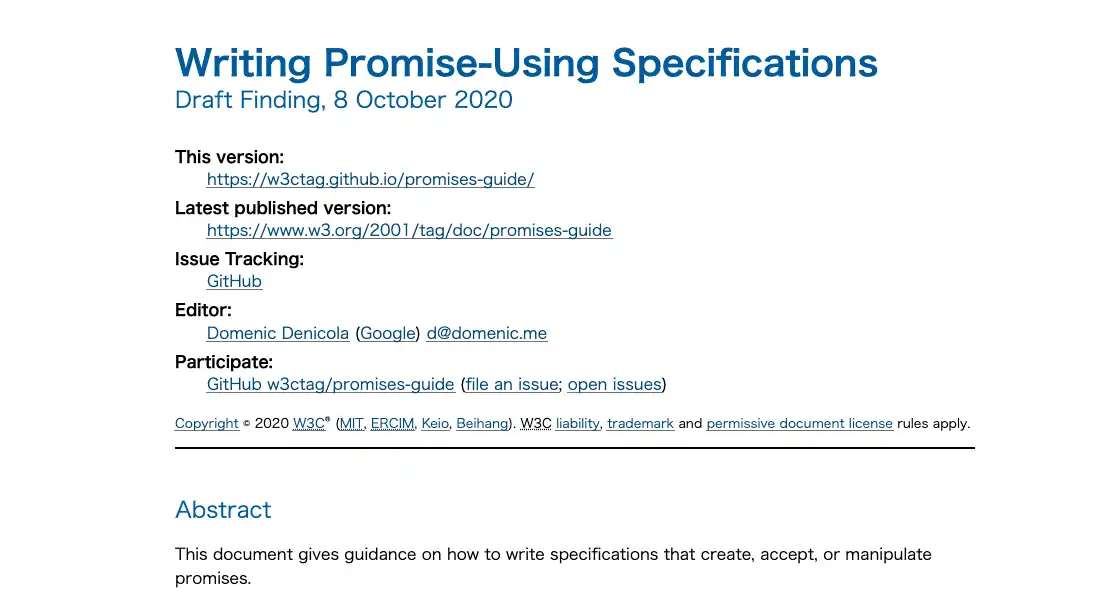 Writing Promise-Using Specifications
Draft Finding, 8 October 2020
This version:
https://w3ctag.github.io/promises-guide/
Latest published version:
https://www.w3.org/2001/tag/doc/promises-guide
Issue Tracking:
GitHub
Editor:
Domenic Denicola (Google) d@domenic.me
Participate:
GitHub w3ctag/promises-guide (file an issue; open issues)
Copyright © 2020 W3C® (MIT, ERCIM, Keio, Beihang). W3C liability, trademark and permissive document license rules apply.
Abstract
This document gives guidance on how to write specifications that create, accept, or manipulate
promises.